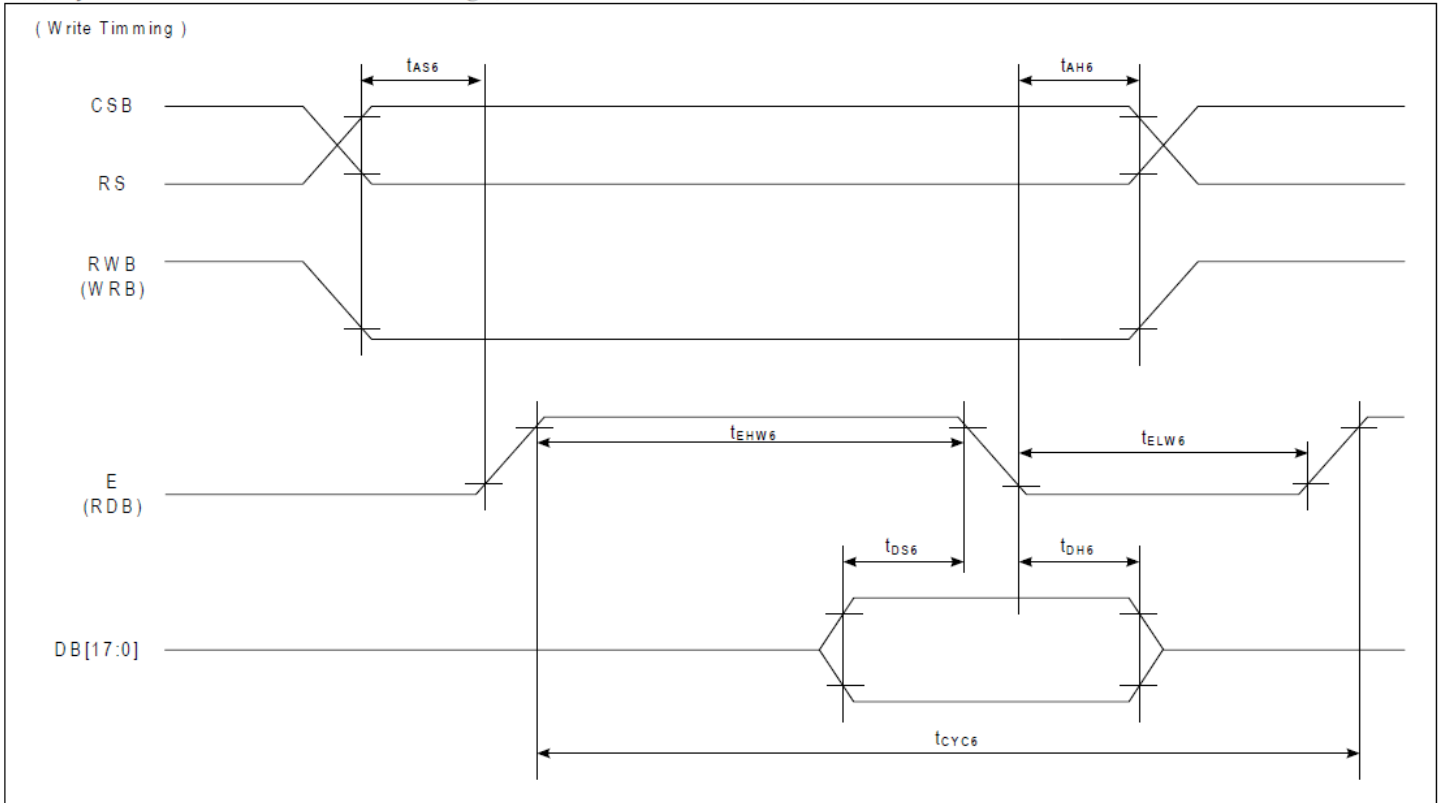 ( Write Timming )
tAS6
tAH6
CSB
RS
RWB
(WRB)
tEHW6
tELW6
E
(RDB)
tDS6
tDH6
DB[17:0]
tCYC6